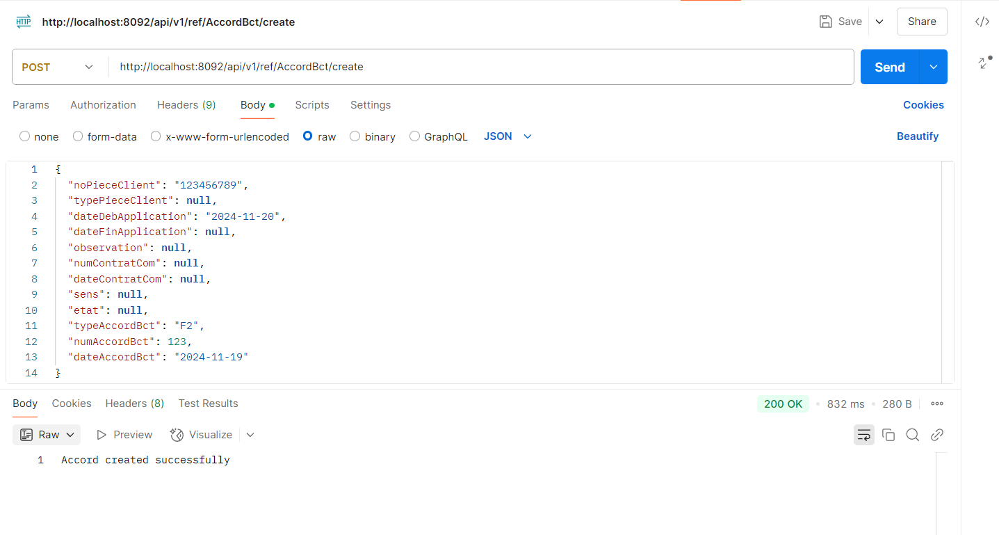 HTTP http://localhost:8092/api/v1/ref/AccordBct/create Save Share
POST http://localhost:8092/api/v1/ref/AccordBct/create Send
Params Authorization Headers (9) Body Scripts Settings Cookies
none form-data x-www-form-urlencoded raw binary GraphQL JSON Beautify
1 {
2 "noPieceClient": "123456789",
3 "typePieceClient": null,
4 "dateDebApplication": "2024-11-20",
5 "dateFinApplication": null,
6 "observation": null,
7 "numContratCom": null,
8 "dateContratCom": null,
9 "sens": null,
10 "etat": null,
11 "typeAccordBct": "F2",
12 "numAccordBct": 123,
13 "dateAccordBct": "2024-11-19"
14 }
Body Cookies Headers (8) Test Results 200 OK 832 ms 280 B
Raw Preview Visualize
1 Accord created successfully